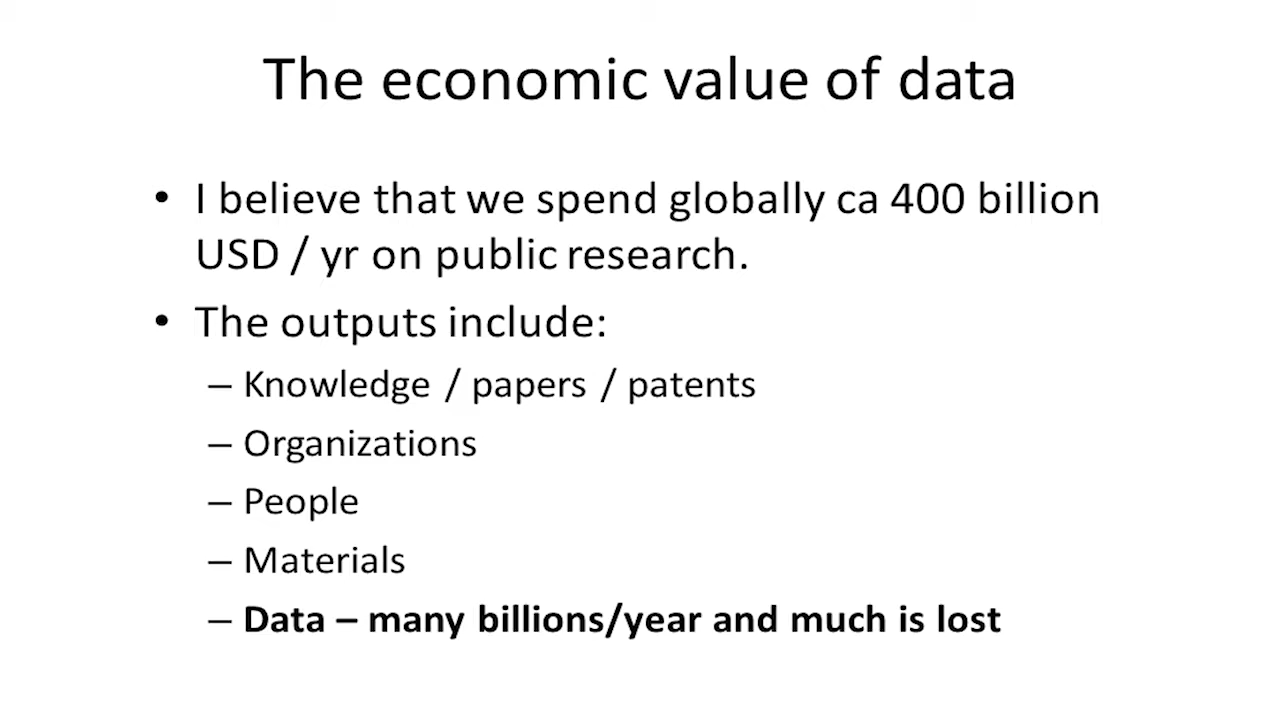 The economic value of data
• I believe that we spend globally ca 400 billion
USD / yr on public research.
• The outputs include:
– Knowledge / papers / patents
– Organizations
– People
– Materials
– Data – many billions/year and much is lost